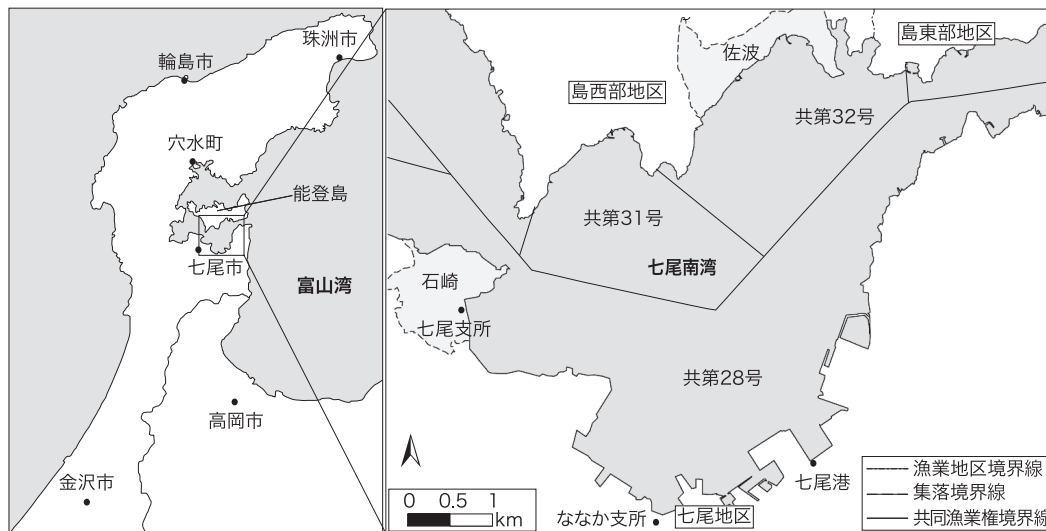 輪島市
珠洲市
穴水町
能登島
七尾市
富山湾
高岡市
金沢市
佐波
島東部地区
島西部地区
共第32号
共第31号
七尾南湾
石崎
七尾支所
共第28号
七尾港
ななか支所
七尾地区
0 0.5 1
km
漁業地区境界線
集落境界線
共同漁業権境界線